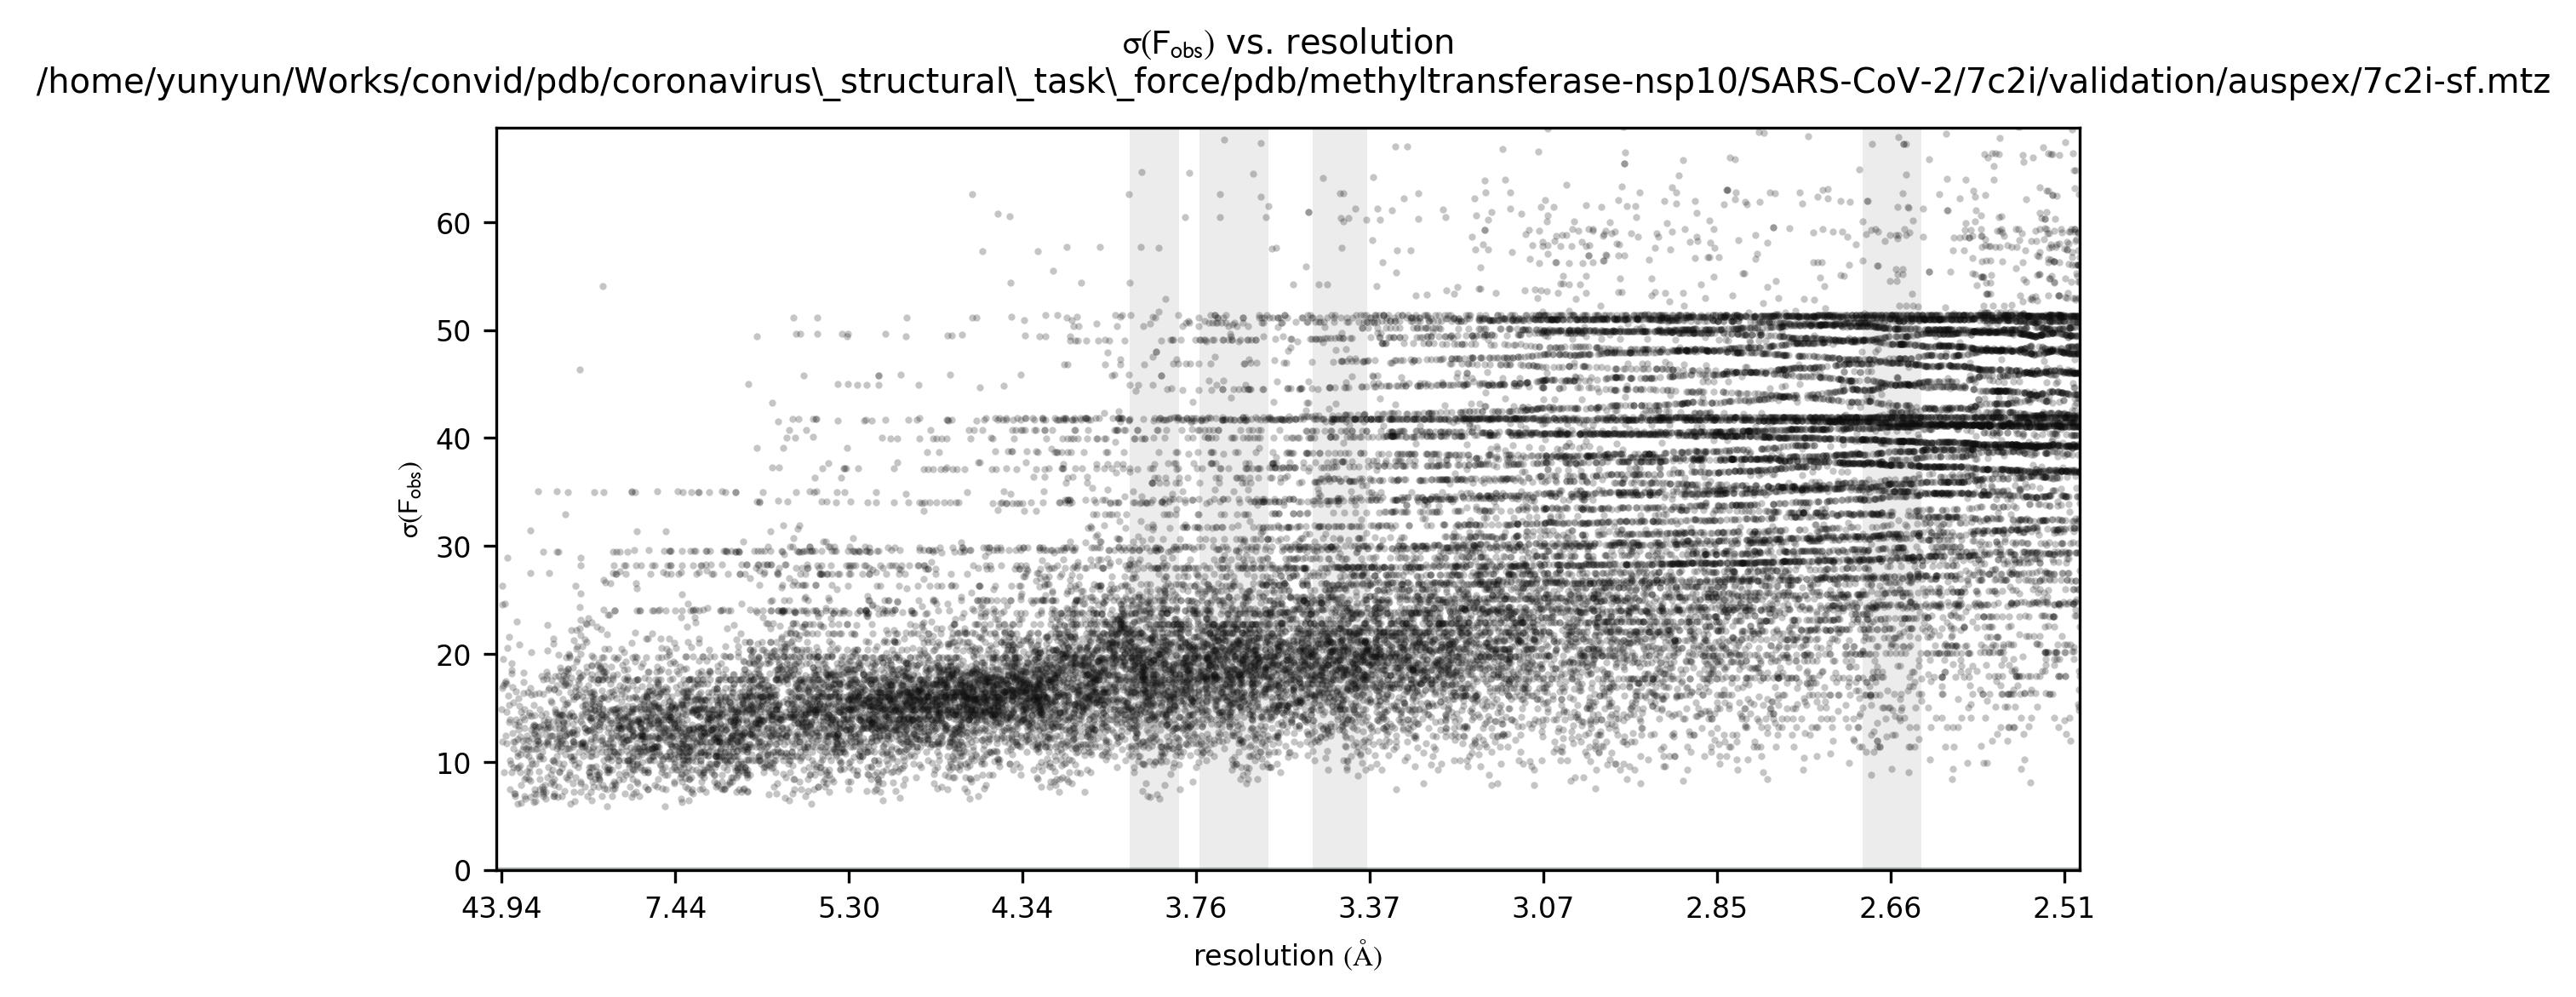 σ(Fobs) vs. resolution
/home/yunyun/Works/convid/pdb/coronavirus\_structural\_task\_force/pdb/methyltransferase-nsp10/SARS-CoV-2/7c2i/validation/auspex/7c2i-sf.mtz
σ(Fobs)
60
50
40
30
20
10
0
43.94 7.44 5.30 4.34 3.76 3.37 3.07 2.85 2.66 2.51
resolution (Å)